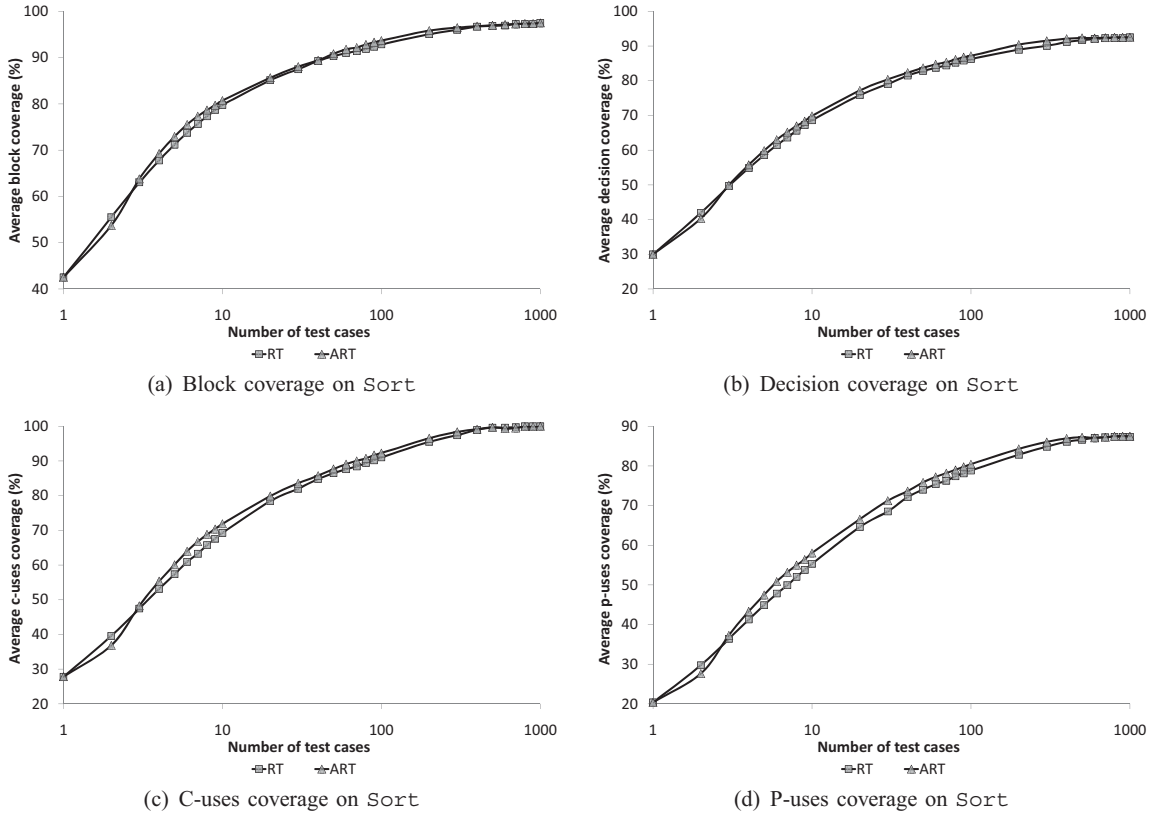 Average block coverage (%)
100
90
80
70
60
50
40
1 10 100 1000
Number of test cases
RT ART
(a) Block coverage on Sort
Average decision coverage (%)
100
90
80
70
60
50
40
30
20
1 10 100 1000
Number of test cases
RT ART
(b) Decision coverage on Sort
Average c-uses coverage (%)
100
90
80
70
60
50
40
30
20
1 10 100 1000
Number of test cases
RT ART
(c) C-uses coverage on Sort
Average p-uses coverage (%)
90
80
70
60
50
40
30
20
1 10 100 1000
Number of test cases
RT ART
(d) P-uses coverage on Sort